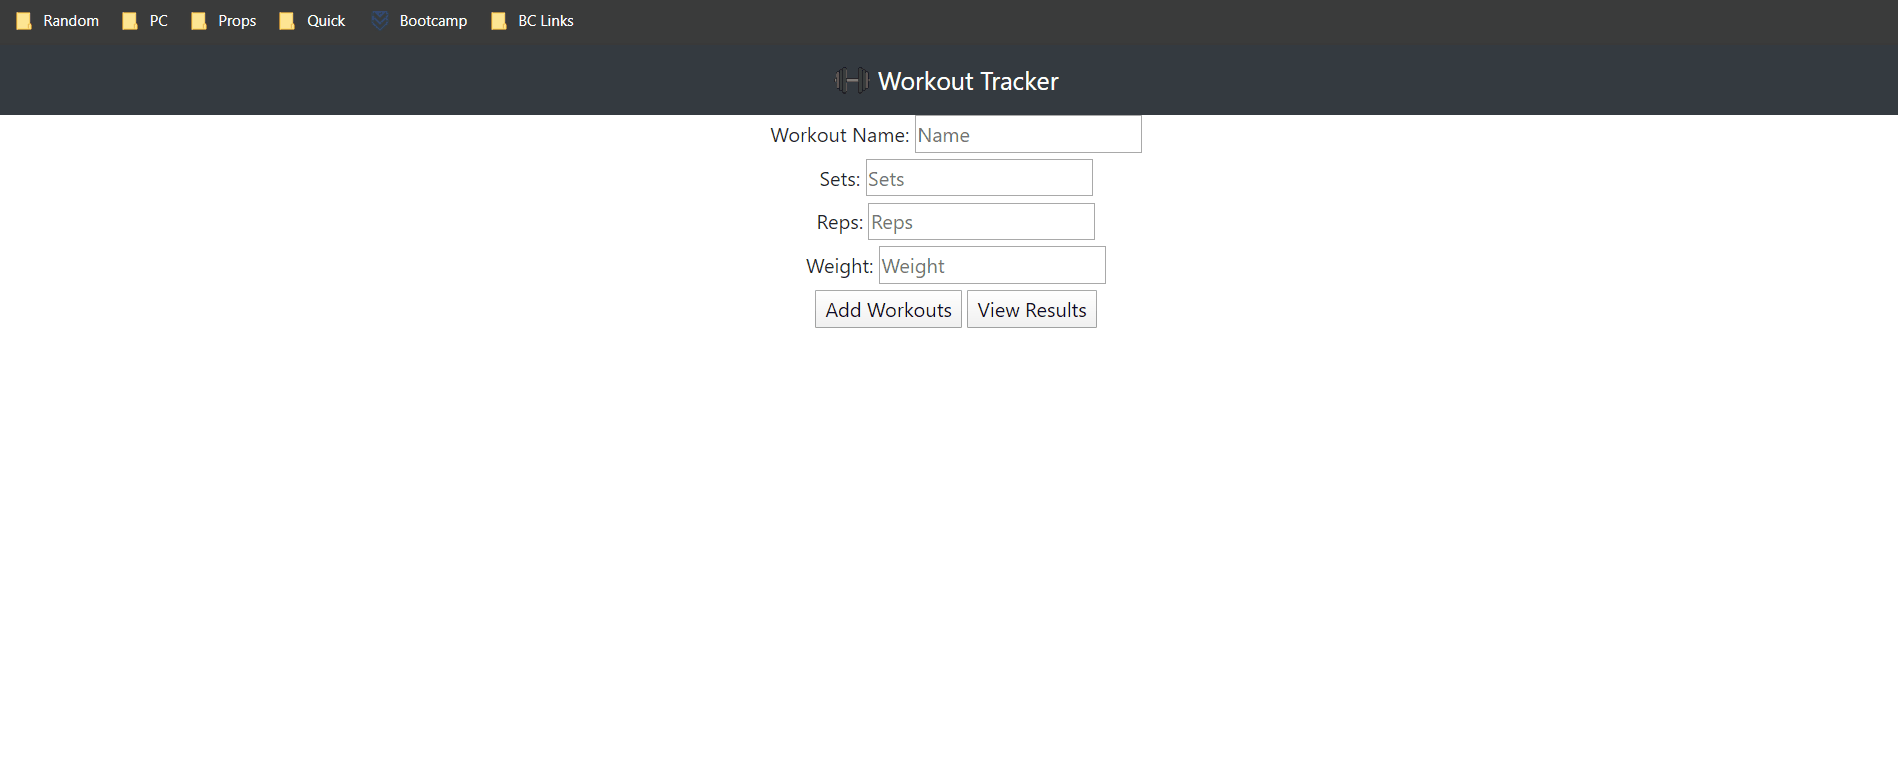 Random PC Props Quick Bootcamp BC Links
Workout Tracker
Workout Name: Name
Sets: Sets
Reps: Reps
Weight: Weight
Add Workouts View Results